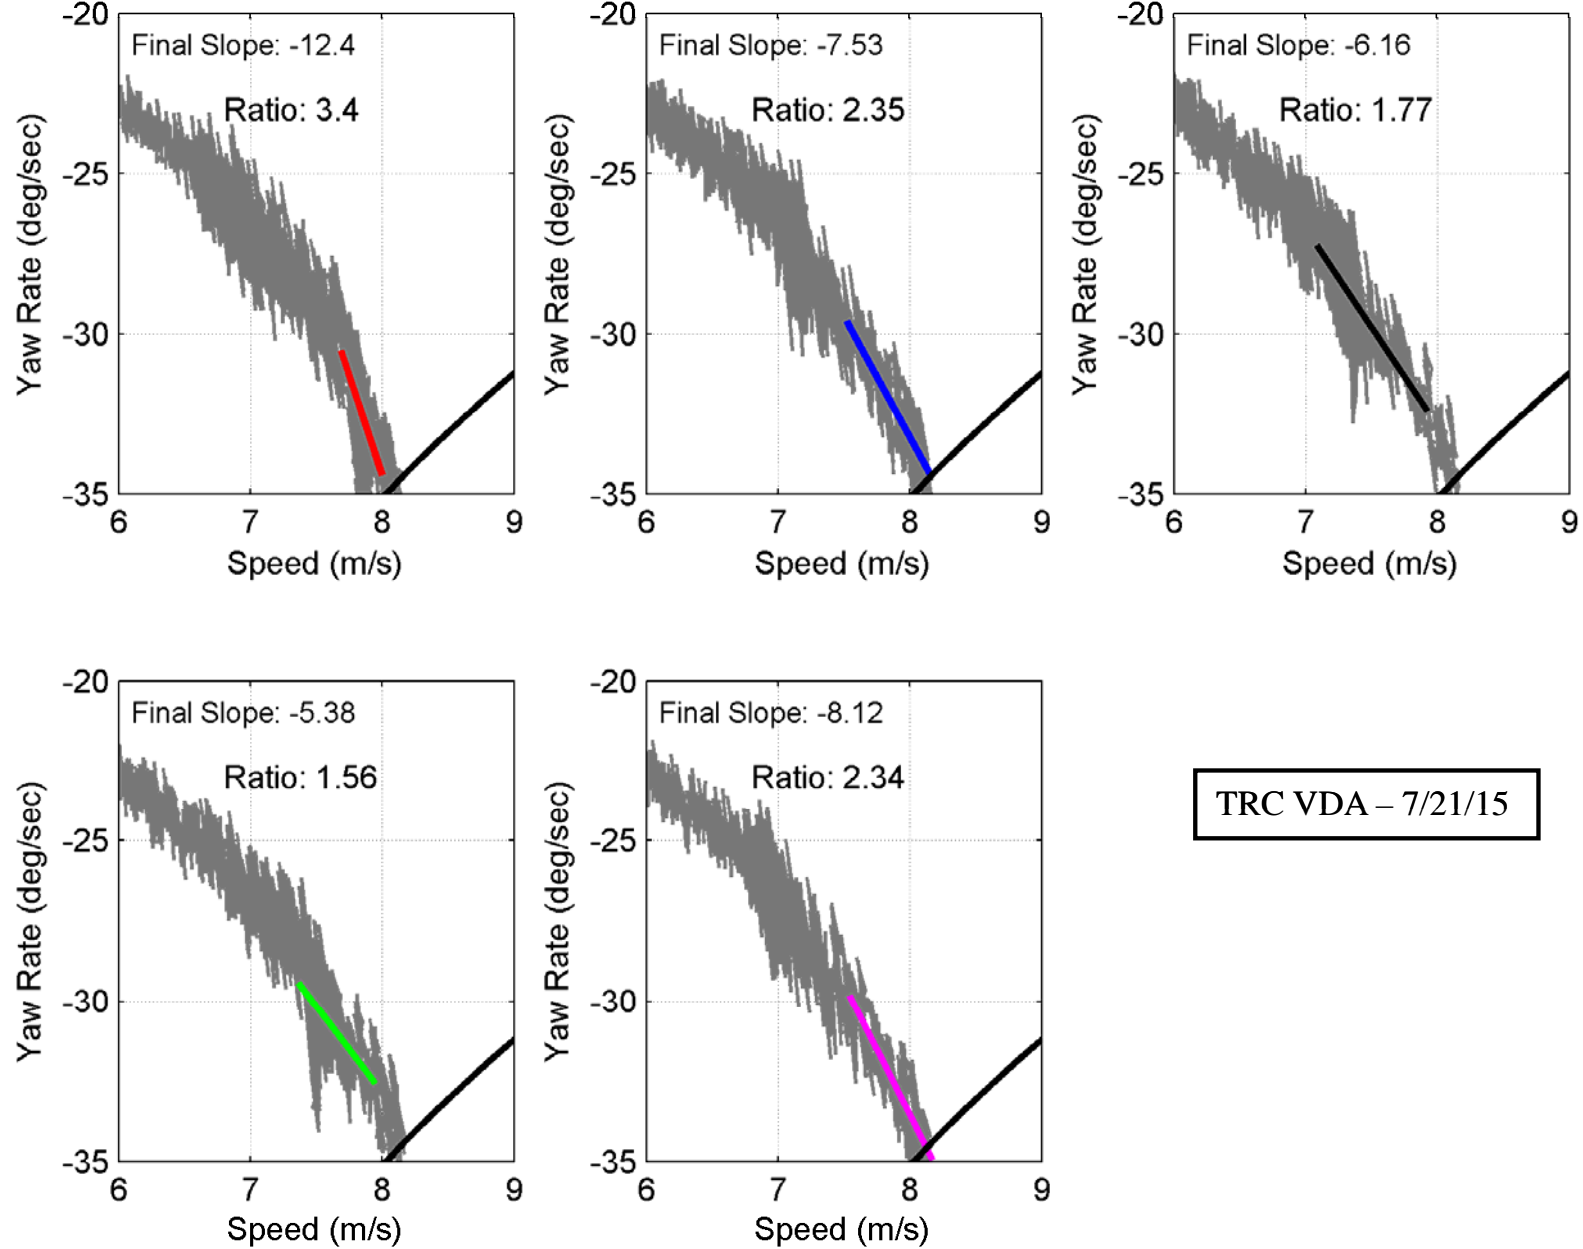 -20
Final Slope: -12.4
Ratio: 3.4
-25
-30
-35
Yaw Rate (deg/sec)
6 7 8 9
Speed (m/s)
-20
Final Slope: -7.53
Ratio: 2.35
-25
-30
-35
Yaw Rate (deg/sec)
6 7 8 9
Speed (m/s)
-20
Final Slope: -6.16
Ratio: 1.77
-25
-30
-35
Yaw Rate (deg/sec)
6 7 8 9
Speed (m/s)
-20
Final Slope: -5.38
Ratio: 1.56
-25
-30
-35
Yaw Rate (deg/sec)
6 7 8 9
Speed (m/s)
-20
Final Slope: -8.12
Ratio: 2.34
-25
-30
-35
Yaw Rate (deg/sec)
6 7 8 9
Speed (m/s)
TRC VDA – 7/21/15